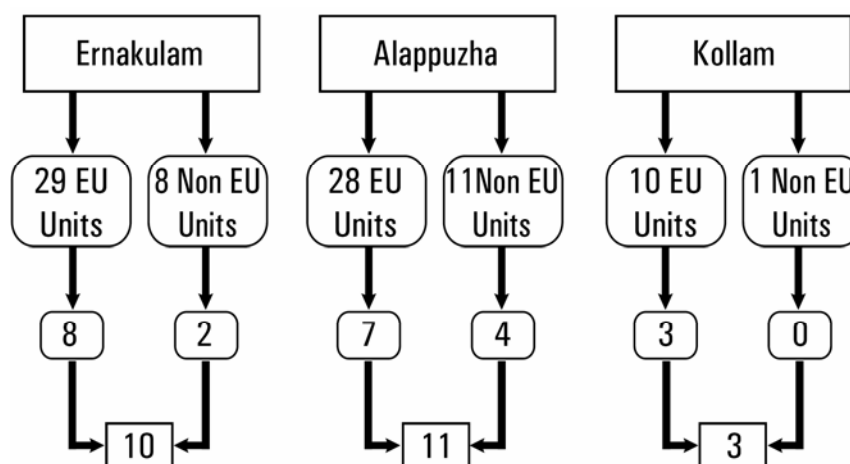 Ernakulam
Alappuzha
Kollam
29 EU
Units
8 Non EU
Units
28 EU
Units
11Non EU
Units
10 EU
Units
1 Non EU
Units
8
2
7
4
3
0
10
11
3